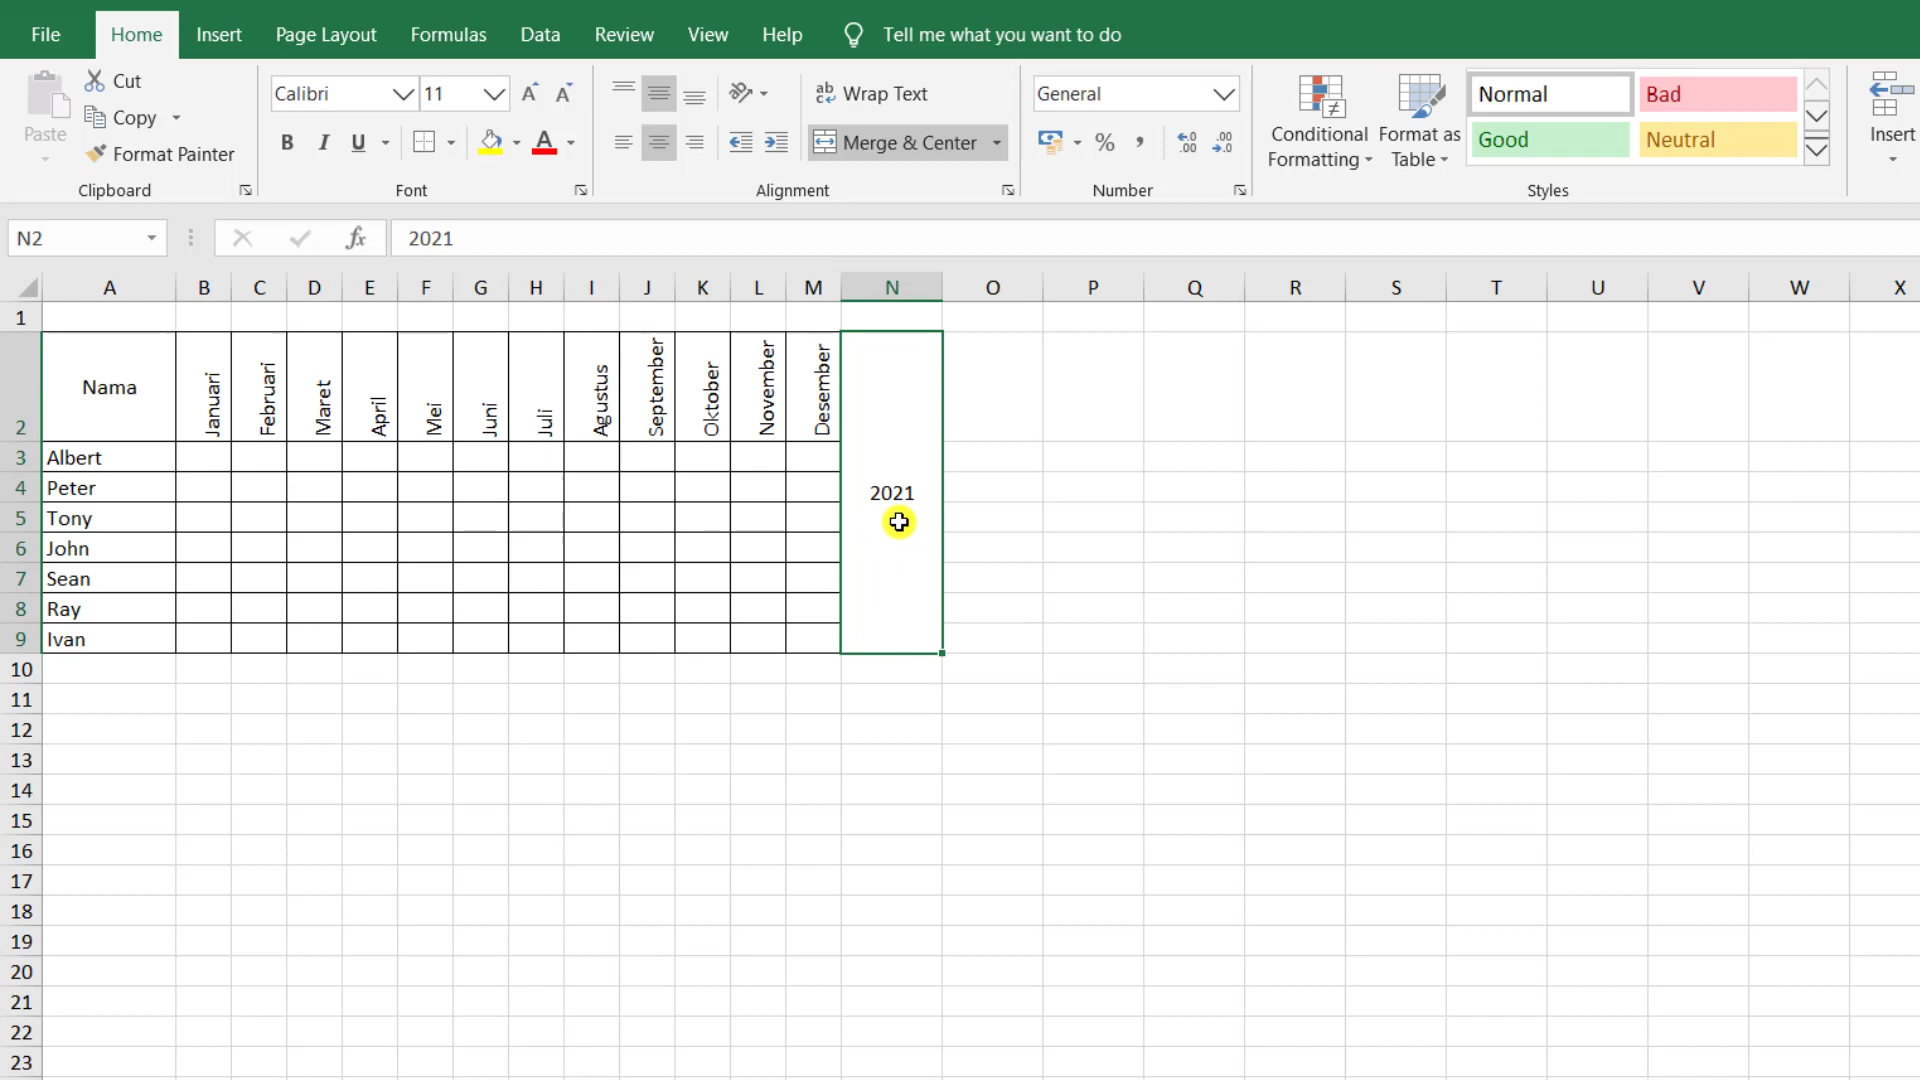 File Home Insert Page Layout Formulas Data Review View Help Tell me what you want to do
Paste
Cut
Copy
Format Painter
Clipboard
Calibri 11 A A
B I U A
Font
Wrap Text
Merge & Center
Alignment
General
% , .00 .00
Number
Conditional Formatting
Format as Table
Normal Bad
Good Neutral
Styles
Insert
N2 fx 2021
A B C D E F G H I J K L M N O P Q R S T U V W X
1
2 Nama Januari Februari Maret April Mei Juni Juli Agustus September Oktober November Desember
3 Albert
4 Peter
2021
5 Tony
6 John
7 Sean
8 Ray
9 Ivan
10
11
12
13
14
15
16
17
18
19
20
21
22
23